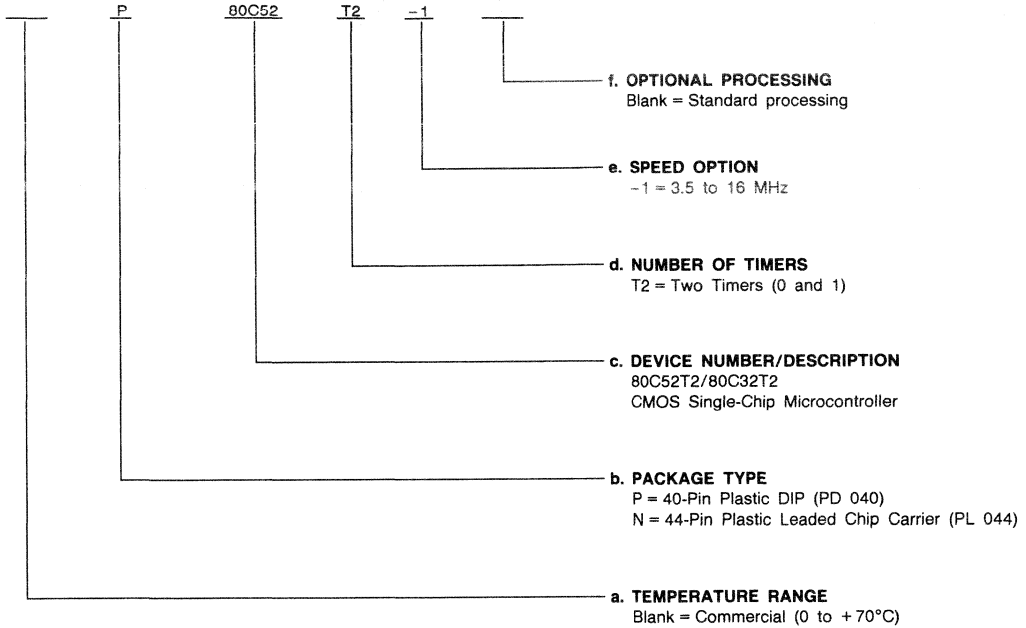 P 80C52 T2 -1
f. OPTIONAL PROCESSING
Blank = Standard processing
e. SPEED OPTION
-1 = 3.5 to 16 MHz
d. NUMBER OF TIMERS
T2 = Two Timers (0 and 1)
c. DEVICE NUMBER/DESCRIPTION
80C52T2/80C32T2
CMOS Single-Chip Microcontroller
b. PACKAGE TYPE
P = 40-Pin Plastic DIP (PD 040)
N = 44-Pin Plastic Leaded Chip Carrier (PL 044)
a. TEMPERATURE RANGE
Blank = Commercial (0 to +70°C)